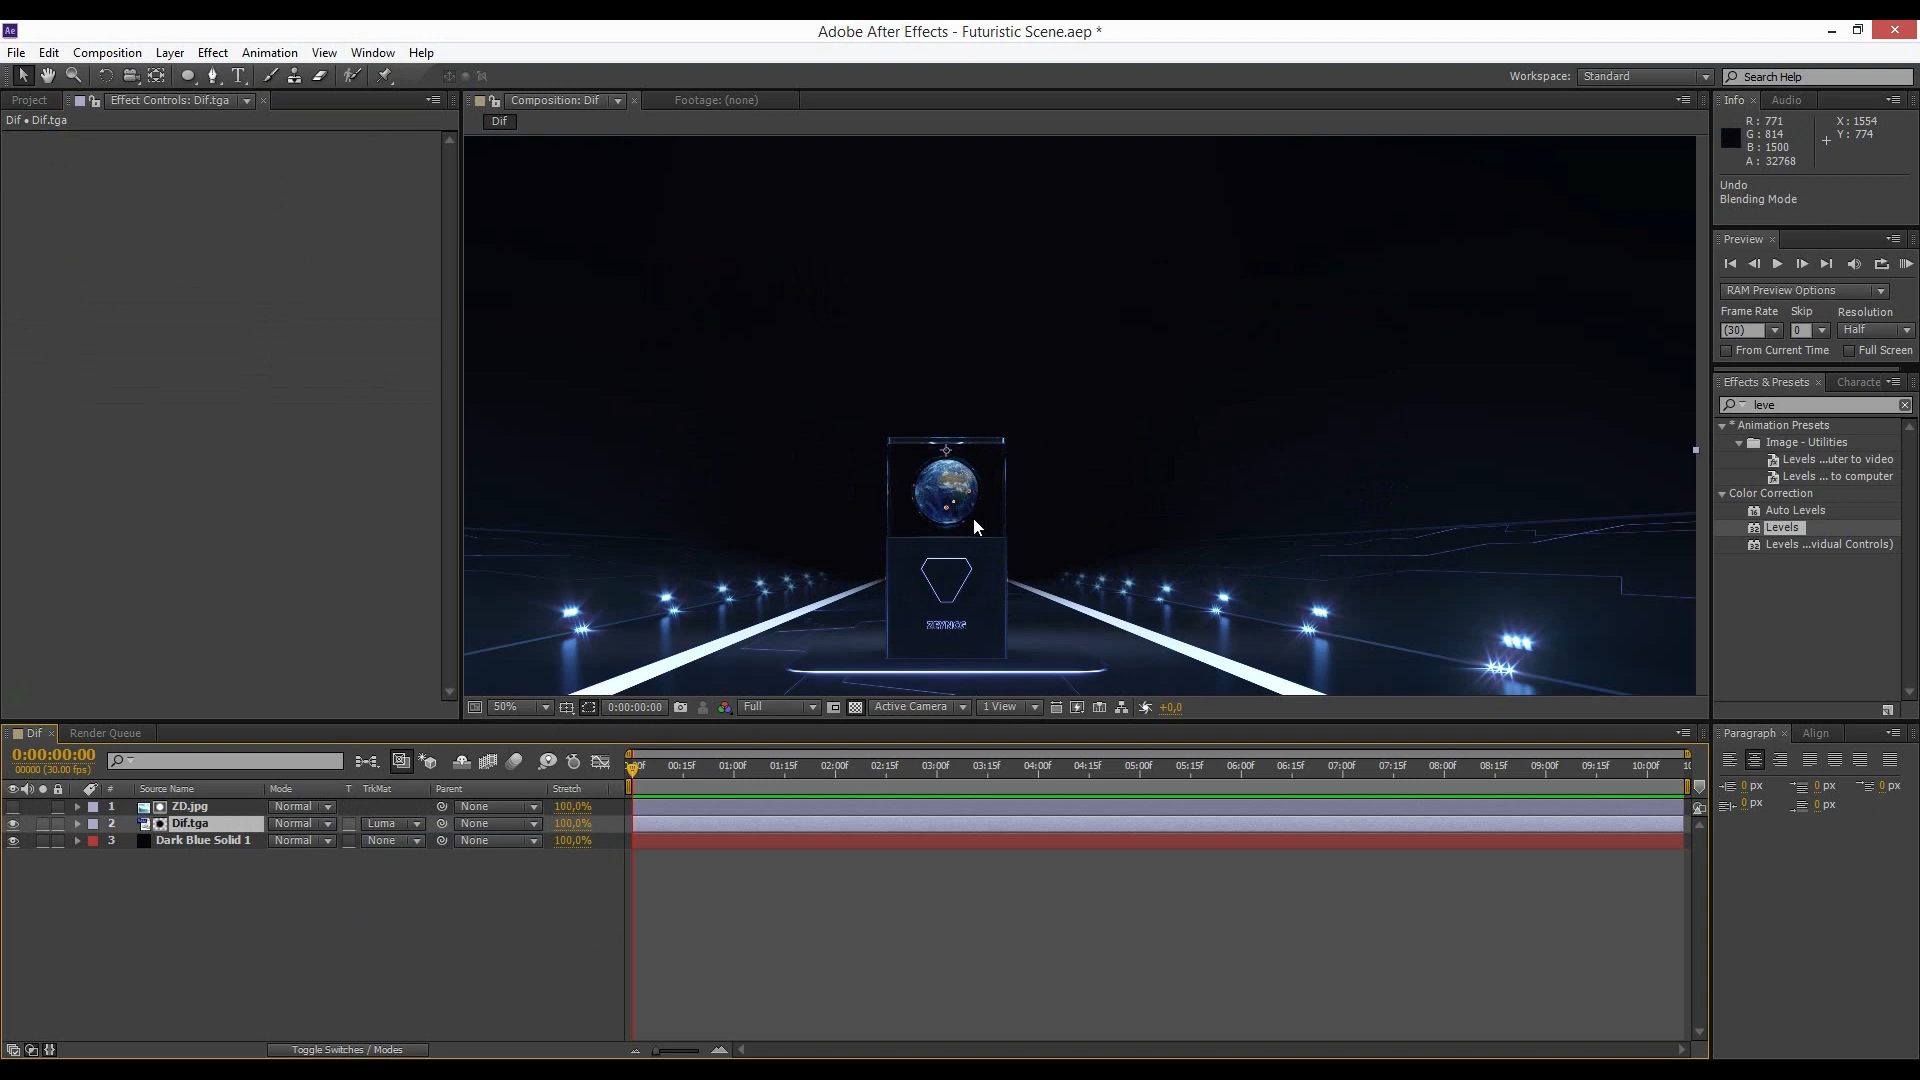 Ae
Adobe After Effects - Futuristic Scene.aep *
File Edit Composition Layer Effect Animation View Window Help
Workspace: Standard
Search Help
Project
Effect Controls: Dif.tga
Composition: Dif
Footage: (none)
Info Audio
Dif • Dif.tga
Dif
R : 771
G : 814
B : 1500
A : 32768
X : 1554
Y : 774
Undo
Blending Mode
Preview
RAM Preview Options
Frame Rate Skip Resolution
(30) 0 Half
From Current Time Full Screen
Effects & Presets Characte
leve
* Animation Presets
Image - Utilities
Levels ...uter to video
Levels ... to computer
Color Correction
Auto Levels
Levels
Levels ...vidual Controls)
50% 0:00:00:00 Full Active Camera 1 View +0,0
Dif Render Queue
0:00:00:00
00000 (30.00 fps)
00:15f 01:00f 01:15f 02:00f 02:15f 03:00f 03:15f 04:00f 04:15f 05:00f 05:15f 06:00f 06:15f 07:00f 07:15f 08:00f 08:15f 09:00f 09:15f 10:00f
# Source Name Mode T TrkMat Parent Stretch
1 ZD.jpg Normal None 100,0%
2 Dif.tga Normal Luma None 100,0%
3 Dark Blue Solid 1 Normal None None 100,0%
Toggle Switches / Modes
Paragraph Align
0 px 0 px 0 px
0 px 0 px